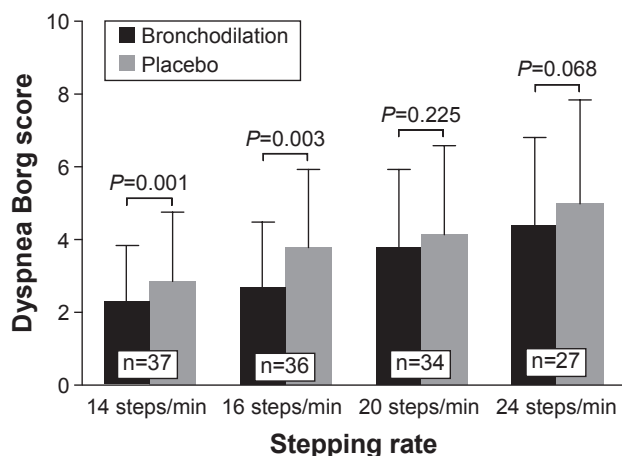 10
Bronchodilation
Placebo
8
P=0.068
P=0.225
P=0.003
6
P=0.001
4
2
0
Dyspnea Borg score
n=37
n=36
n=34
n=27
14 steps/min
16 steps/min
20 steps/min
24 steps/min
Stepping rate